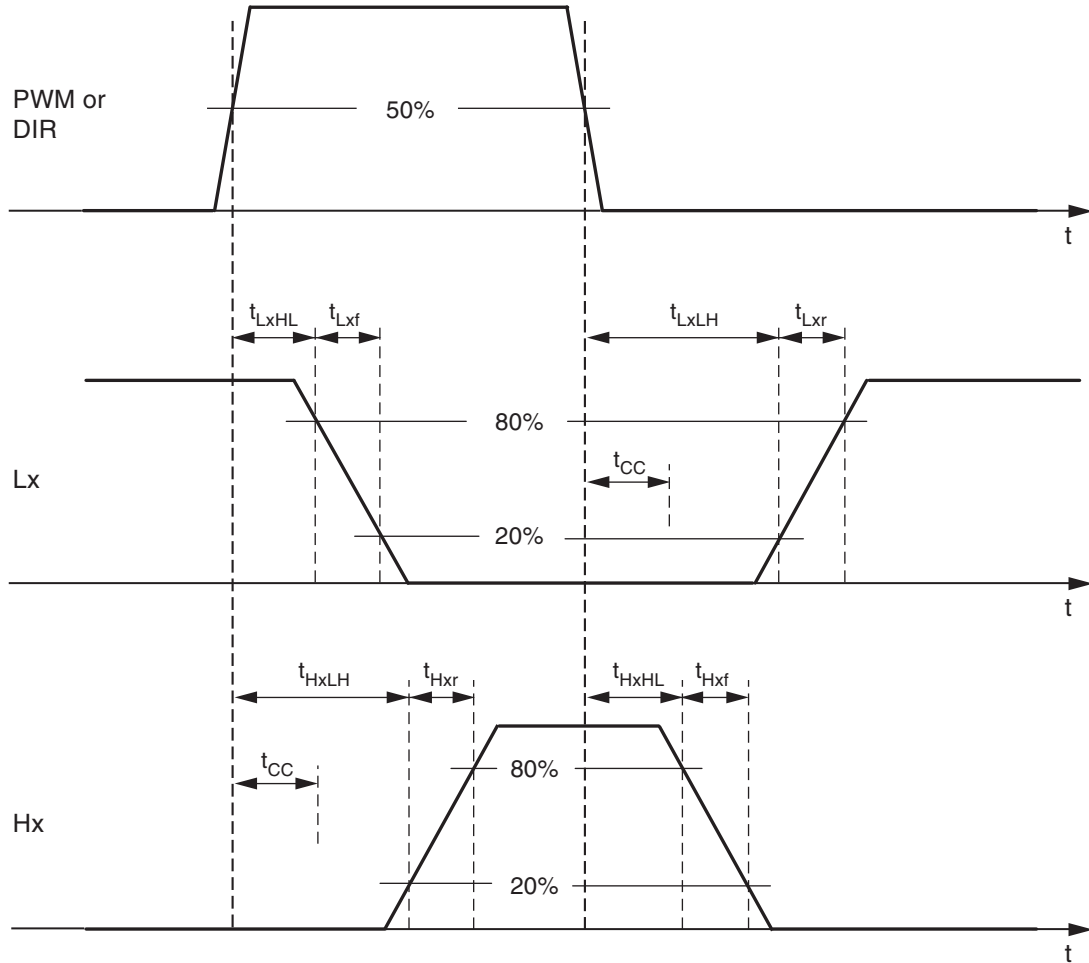 PWM or
DIR
50%
t
tLxHL
tLxf
tLxLH
tLxr
80%
Lx
tCC
20%
t
tHxLH
tHxr
tHxHL
tHxf
tCC
80%
Hx
20%
t